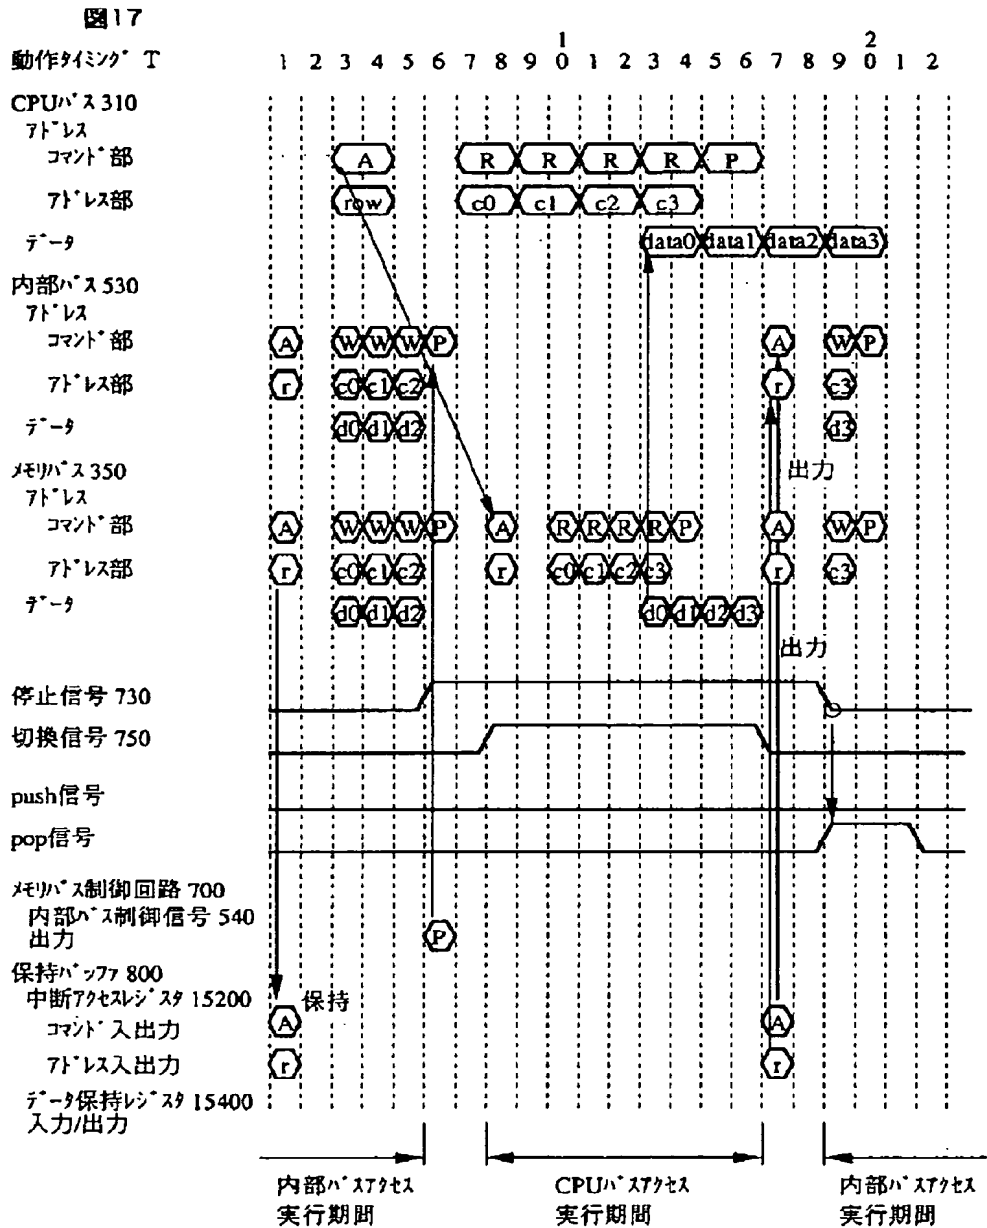 図17
1 2
動作タイミング T 1 2 3 4 5 6 7 8 9 0 1 2 3 4 5 6 7 8 9 0 1 2
CPUバス 310
アドレス
コマンド部 A R R R R P
アドレス部 row c0 c1 c2 c3
データ data0 data1 data2 data3
内部バス 530
アドレス
コマンド部 A W W W P A W P
アドレス部 r c0 c1 c2 r c3
データ d0 d1 d2 d3
出力
メモリバス 350
アドレス
コマンド部 A W W W P A R R R R P A W P
アドレス部 r c0 c1 c2 r c0 c1 c2 c3 r c3
データ d0 d1 d2 d0 d1 d2 d3
出力
停止信号 730
切換信号 750
push信号
pop信号
メモリバス制御回路 700
内部バス制御信号 540
出力 P
保持バッファ 800
中断アクセスレジスタ 15200 保持
コマンド入出力 A A
アドレス入出力 r r
データ保持レジスタ 15400
入力/出力
内部バスアクセス CPUバスアクセス 内部バスアクセス
実行期間 実行期間 実行期間